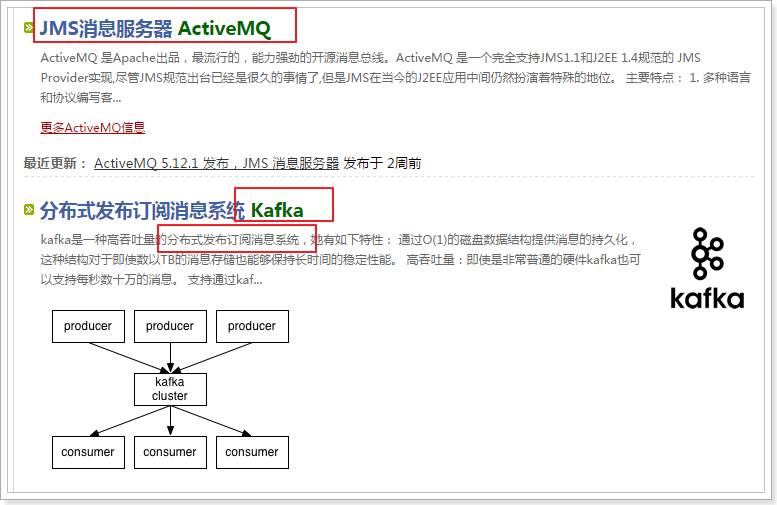 JMS消息服务器 ActiveMQ
ActiveMQ 是Apache出品，最流行的，能力强劲的开源消息总线。ActiveMQ 是一个完全支持JMS1.1和J2EE 1.4规范的 JMS
Provider实现,尽管JMS规范出台已经是很久的事情了,但是JMS在当今的J2EE应用中间仍然扮演着特殊的地位。 主要特点： 1. 多种语言
和协议编写客...
更多ActiveMQ信息
最近更新： ActiveMQ 5.12.1 发布，JMS 消息服务器 发布于 2周前
分布式发布订阅消息系统 Kafka
kafka是一种高吞吐量的分布式发布订阅消息系统，她有如下特性： 通过O(1)的磁盘数据结构提供消息的持久化，
这种结构对于即使数以TB的消息存储也能够保持长时间的稳定性能。 高吞吐量：即使是非常普通的硬件kafka也可
以支持每秒数十万的消息。 支持通过kaf...
kafka
producer producer producer
kafka
cluster
consumer consumer consumer